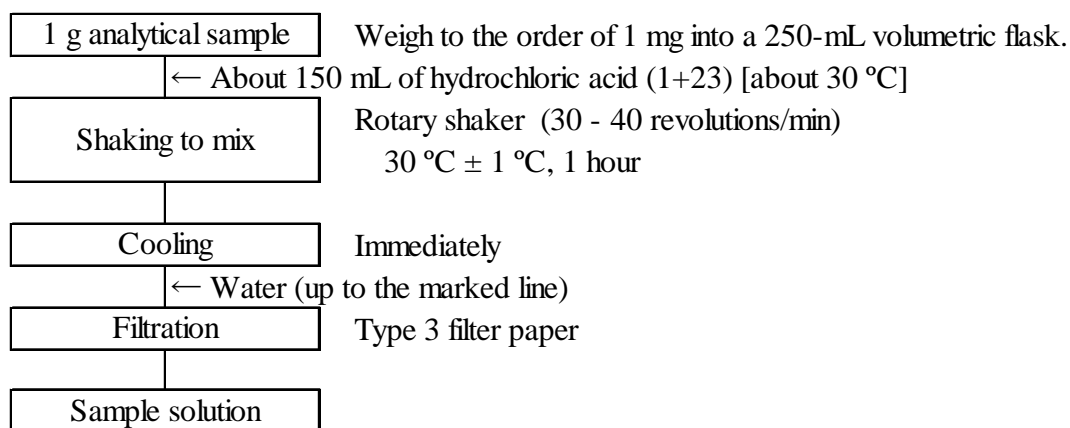 1 g analytical sample Weigh to the order of 1 mg into a 250-mL volumetric flask.
← About 150 mL of hydrochloric acid (1+23) [about 30 ºC]
Shaking to mix Rotary shaker (30 - 40 revolutions/min)
30 ºC ± 1 ºC, 1 hour
Cooling Immediately
← Water (up to the marked line)
Filtration Type 3 filter paper
Sample solution